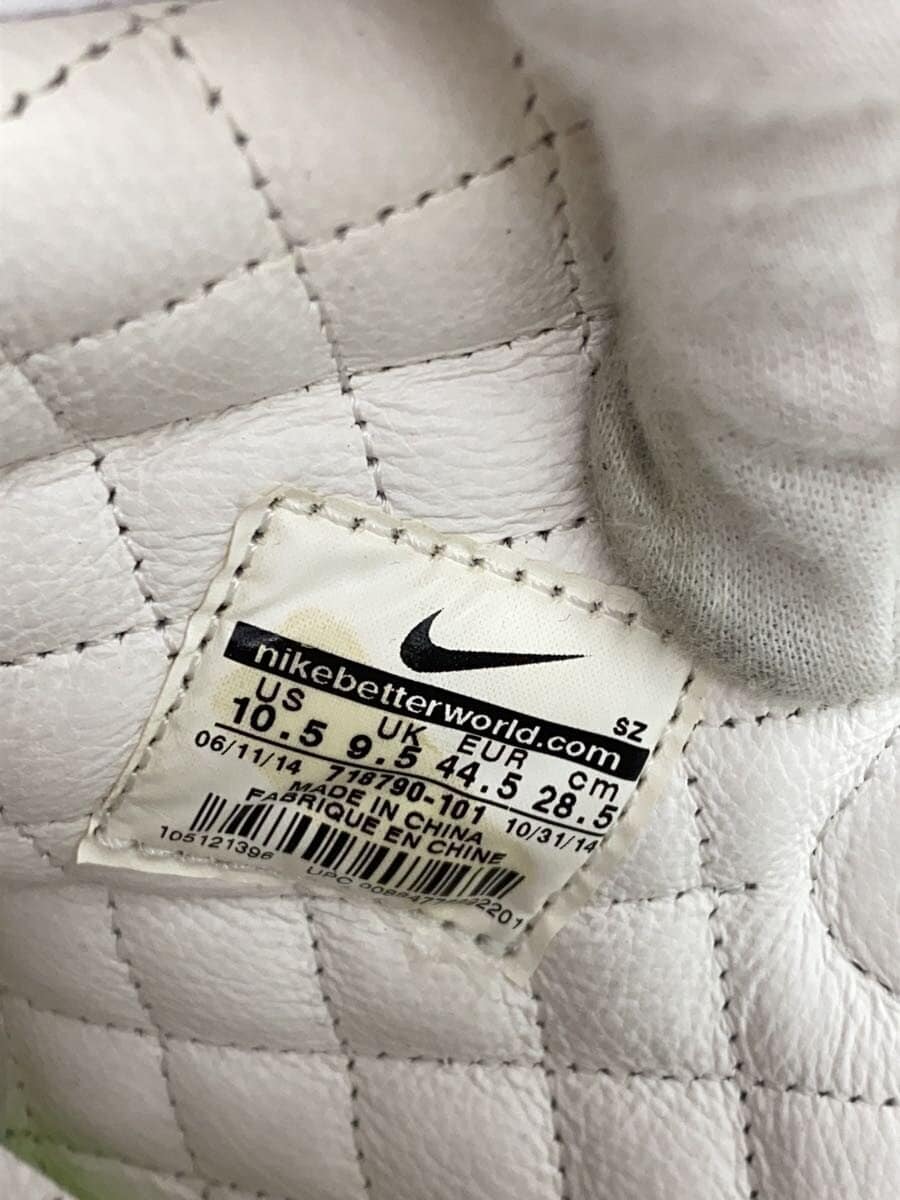 nikebetterworld.com
SZ
US UK EUR cm
10.5 9.5 44.5 28.5
06/11/14 718790-101 10/31/14
MADE IN CHINA
FABRIQUE EN CHINE
105121396
UPC